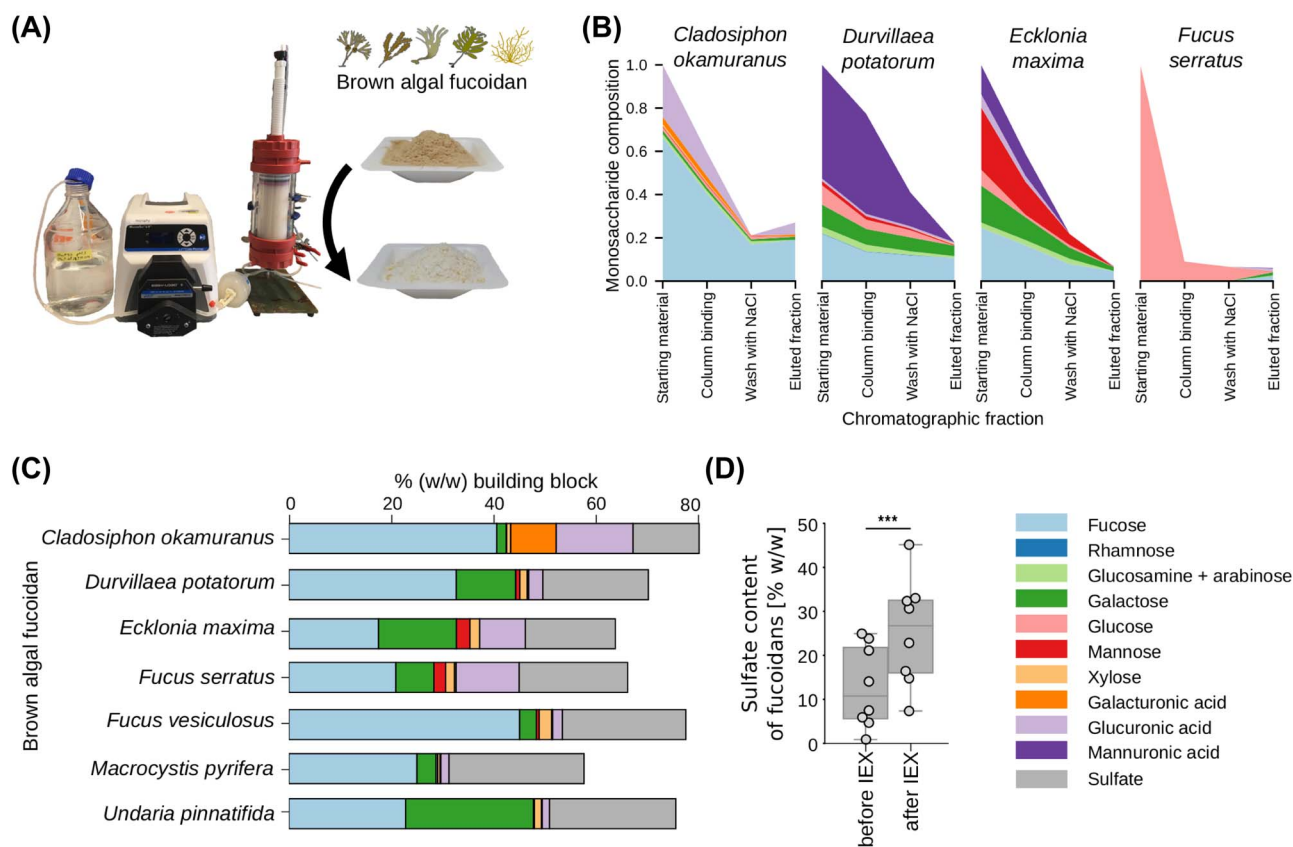 (A)
Brown algal fucoidan
(B)
Cladosiphon
okamuranus
Durvillaea
potatorum
Ecklonia
maxima
Fucus
serratus
Monosaccharide composition
1.0
0.8
0.6
0.4
0.2
0.0
Starting material
Column binding
Wash with NaCl
Eluted fraction
Starting material
Column binding
Wash with NaCl
Eluted fraction
Starting material
Column binding
Wash with NaCl
Eluted fraction
Starting material
Column binding
Wash with NaCl
Eluted fraction
Chromatographic fraction
(C)
% (w/w) building block
0 20 40 60 80
Brown algal fucoidan
Cladosiphon okamuranus
Durvillaea potatorum
Ecklonia maxima
Fucus serratus
Fucus vesiculosus
Macrocystis pyrifera
Undaria pinnatifida
(D)
***
Sulfate content
of fucoidans [% w/w]
50
40
30
20
10
0
before IEX
after IEX
Fucose
Rhamnose
Glucosamine + arabinose
Galactose
Glucose
Mannose
Xylose
Galacturonic acid
Glucuronic acid
Mannuronic acid
Sulfate